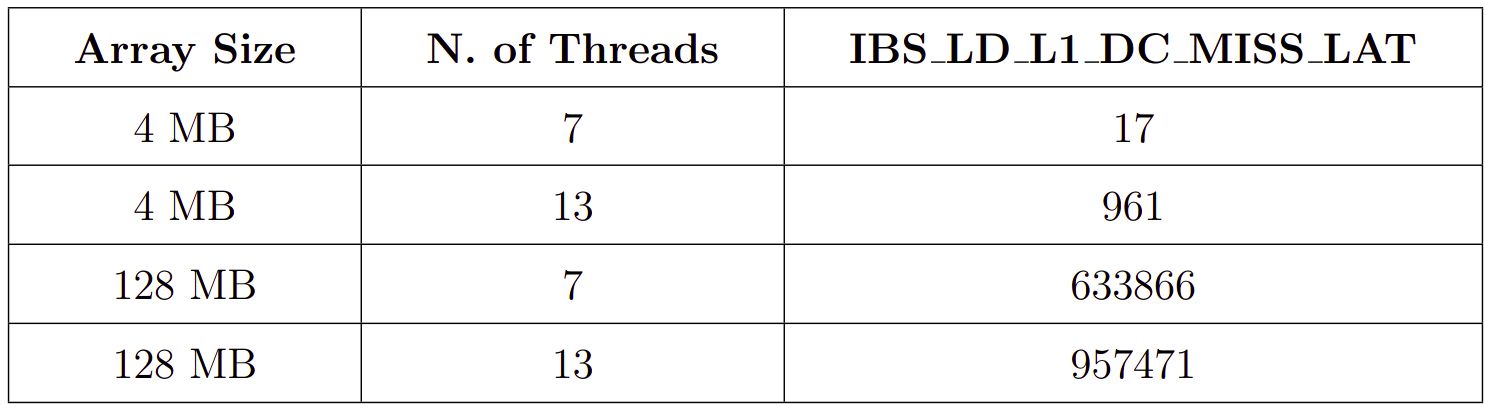 Array Size N. of Threads IBS_LD_L1_DC_MISS_LAT
4 MB 7 17
4 MB 13 961
128 MB 7 633866
128 MB 13 957471